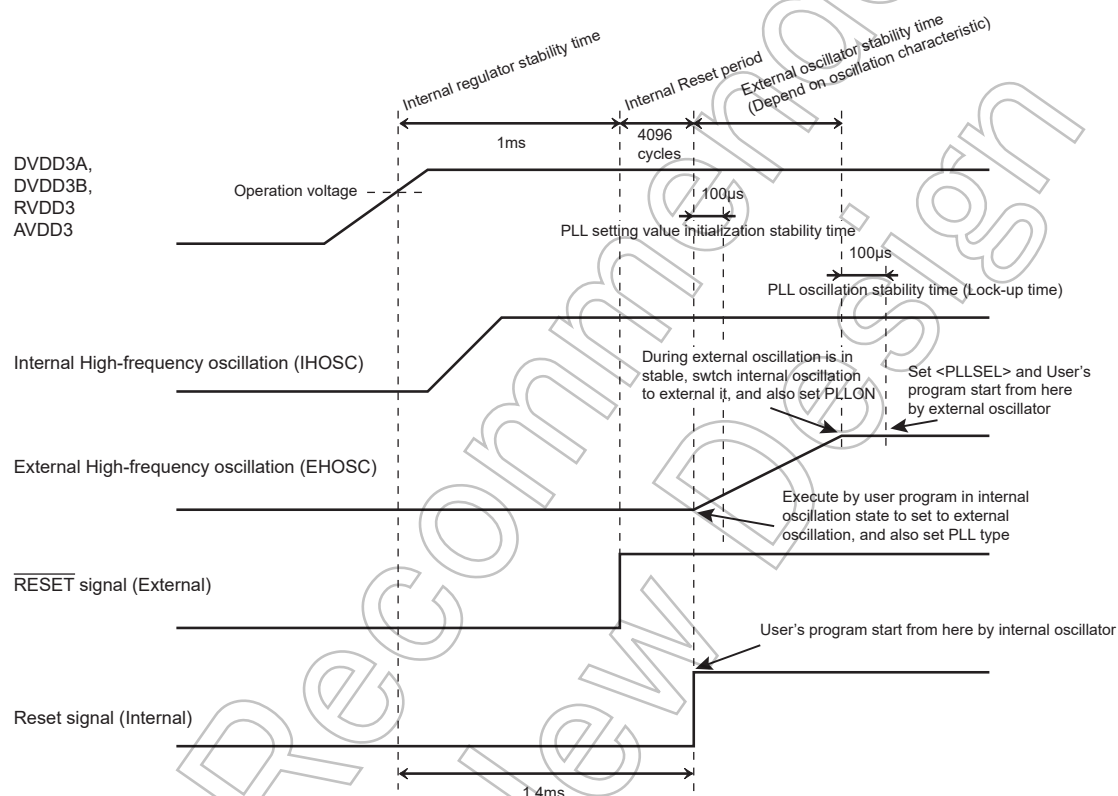 Internal regulator stability time
Internal Reset period
External oscillator stability time
(Depend on oscillation characteristic)
1ms
4096
cycles
DVDD3A,
DVDD3B,
RVDD3
AVDD3
Operation voltage
100µs
PLL setting value initialization stability time
100µs
PLL oscillation stability time (Lock-up time)
Internal High-frequency oscillation (IHOSC)
During external oscillation is in
stable, swtch internal oscillation
to external it, and also set PLLON
Set <PLLSEL> and User's
program start from here
by external oscillator
External High-frequency oscillation (EHOSC)
Execute by user program in internal
oscillation state to set to external
oscillation, and also set PLL type
RESET signal (External)
User's program start from here by internal oscillator
Reset signal (Internal)
1.4ms